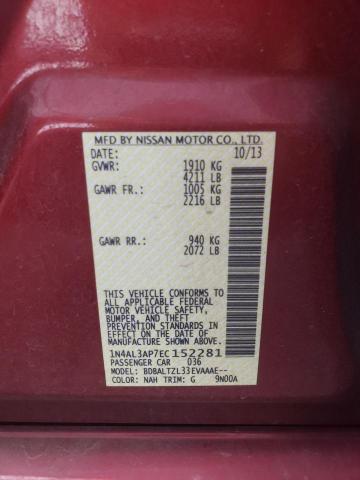 MFD BY NISSAN MOTOR CO., LTD.
DATE: 10/13
GVWR: 1910 KG
4211 LB
GAWR FR.: 1005 KG
2216 LB
GAWR RR.: 940 KG
2072 LB
THIS VEHICLE CONFORMS TO
ALL APPLICABLE FEDERAL
MOTOR VEHICLE SAFETY,
BUMPER, AND THEFT
PREVENTION STANDARDS IN
EFFECT ON THE DATE OF
MANUFACTURE SHOWN ABOVE.
1N4AL3AP7EC152281
PASSENGER CAR 036
MODEL: BDBALTZL33EVAAAE--
COLOR: NAH TRIM: G 9N00A